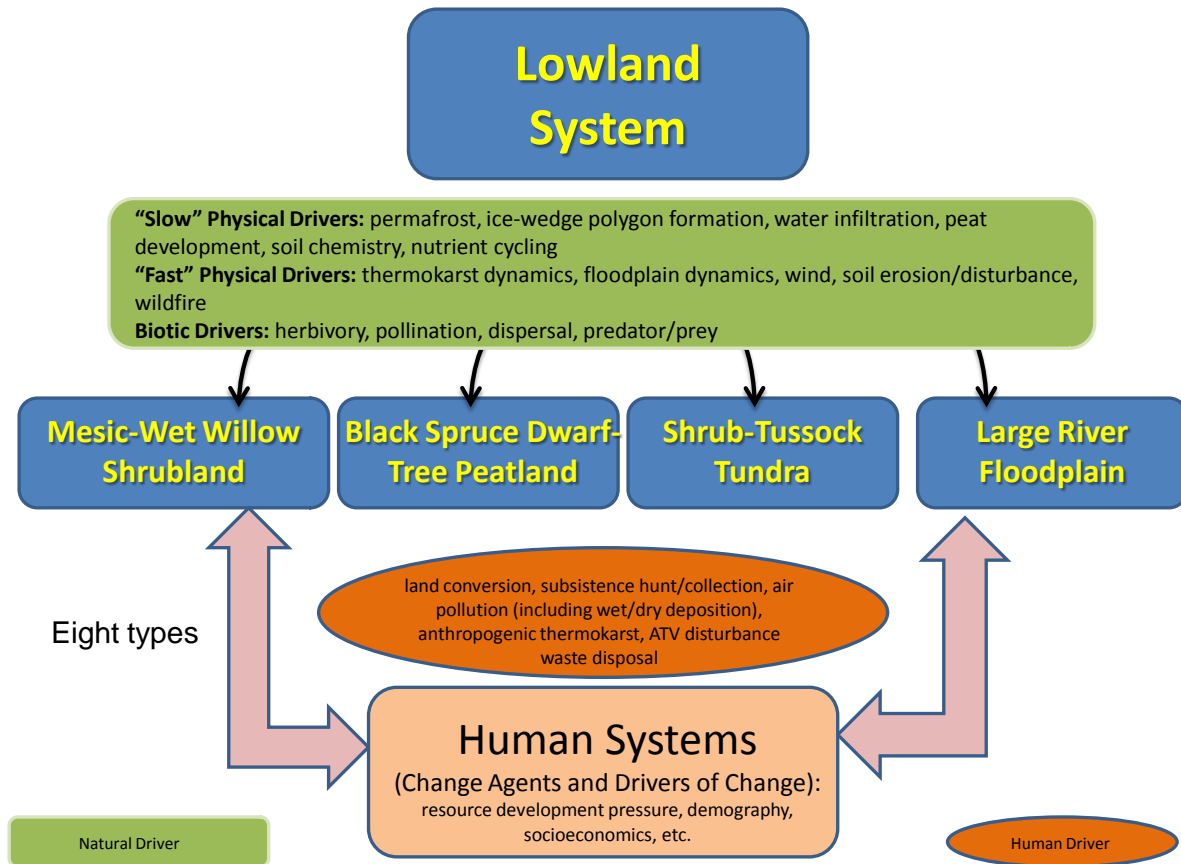 Lowland
System
“Slow” Physical Drivers: permafrost, ice-wedge polygon formation, water infiltration, peat
development, soil chemistry, nutrient cycling
“Fast” Physical Drivers: thermokarst dynamics, floodplain dynamics, wind, soil erosion/disturbance,
wildfire
Biotic Drivers: herbivory, pollination, dispersal, predator/prey
Mesic-Wet Willow
Shrubland
Black Spruce Dwarf-
Tree Peatland
Shrub-Tussock
Tundra
Large River
Floodplain
land conversion, subsistence hunt/collection, air
pollution (including wet/dry deposition),
anthropogenic thermokarst, ATV disturbance
waste disposal
Eight types
Human Systems
(Change Agents and Drivers of Change):
resource development pressure, demography,
socioeconomics, etc.
Natural Driver
Human Driver